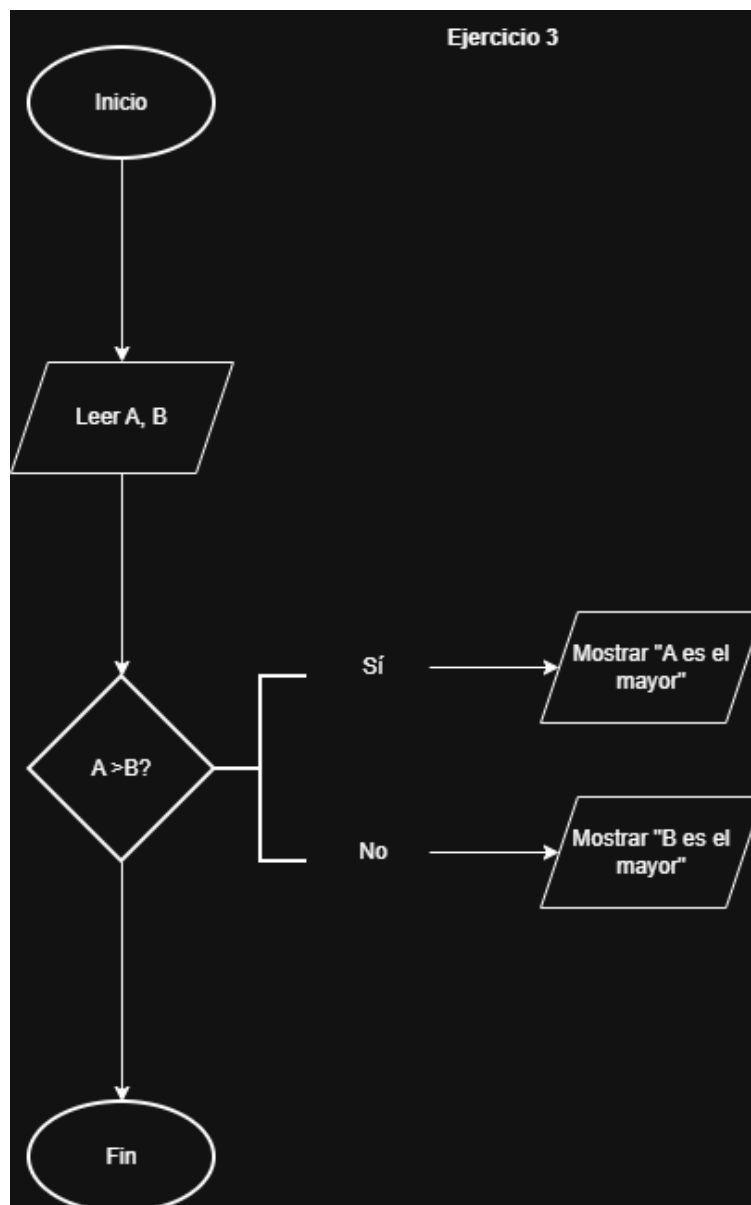 Ejercicio 3
Inicio
Leer A, B
A >B?
Sí
Mostrar "A es el
mayor"
No
Mostrar "B es el
mayor"
Fin